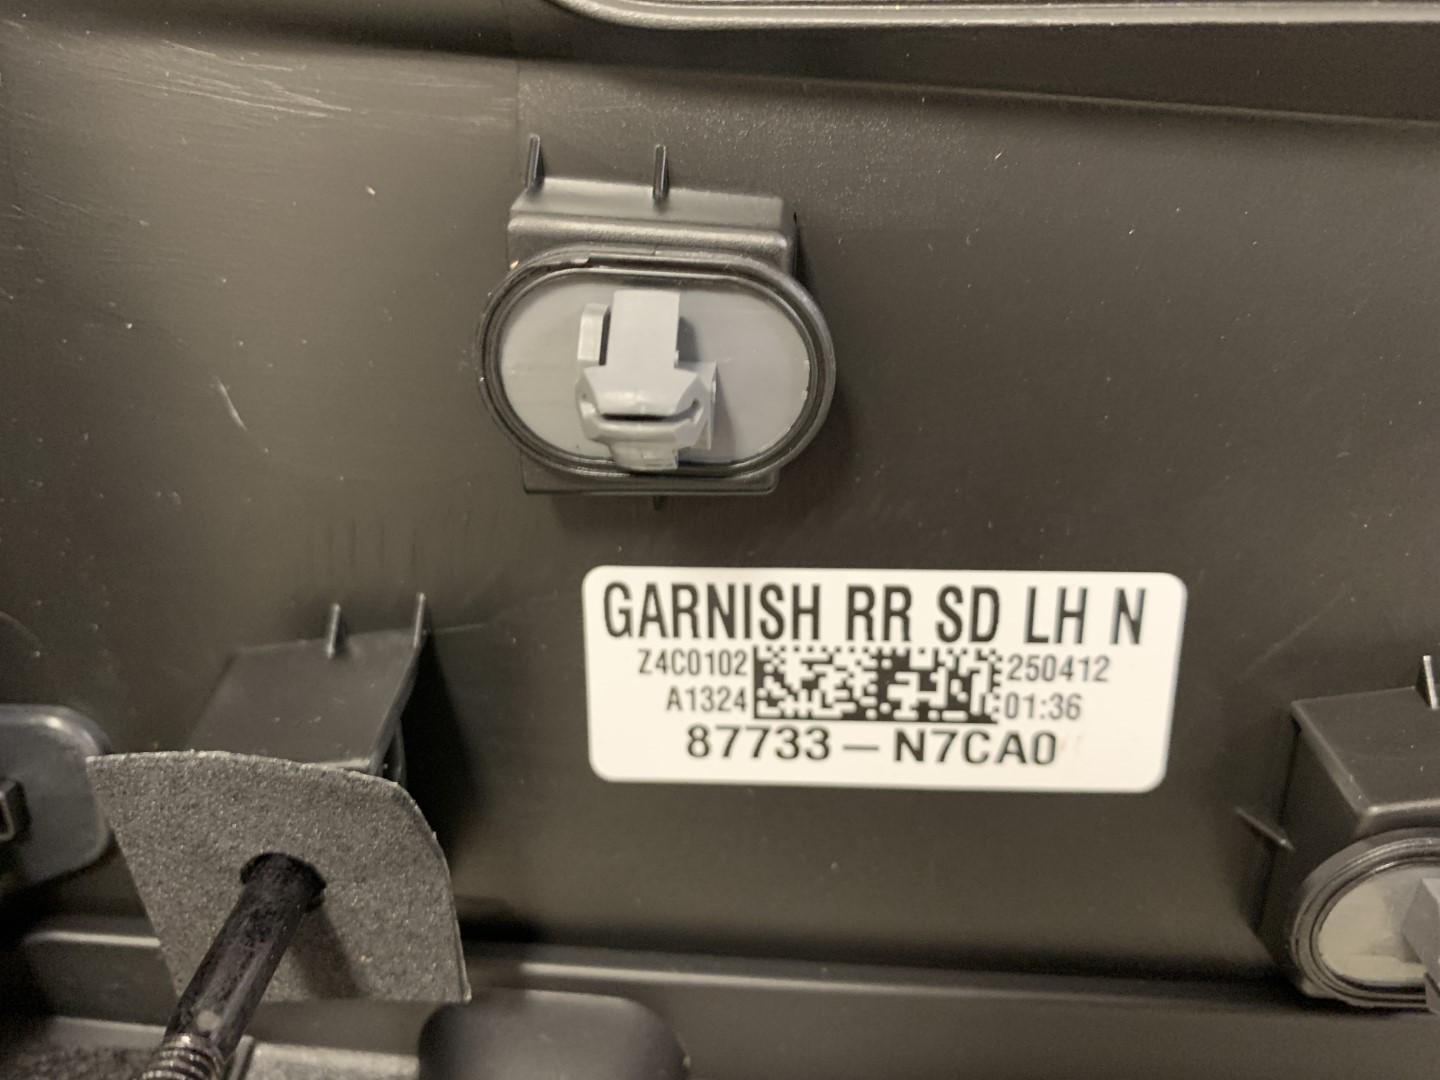 GARNISH RR SD LH N
Z4C0102 250412
A1324 01:36
87733-N7CA0